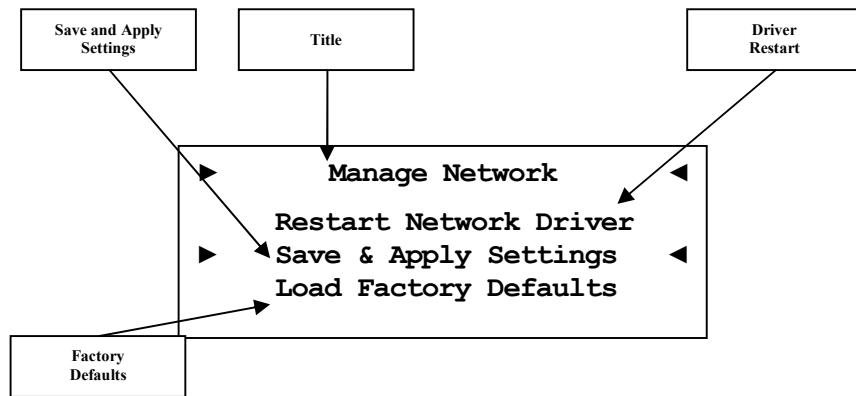 Save and Apply
Settings
Title
Driver
Restart
► Manage Network ◄
Restart Network Driver
► Save & Apply Settings ◄
Load Factory Defaults
Factory
Defaults